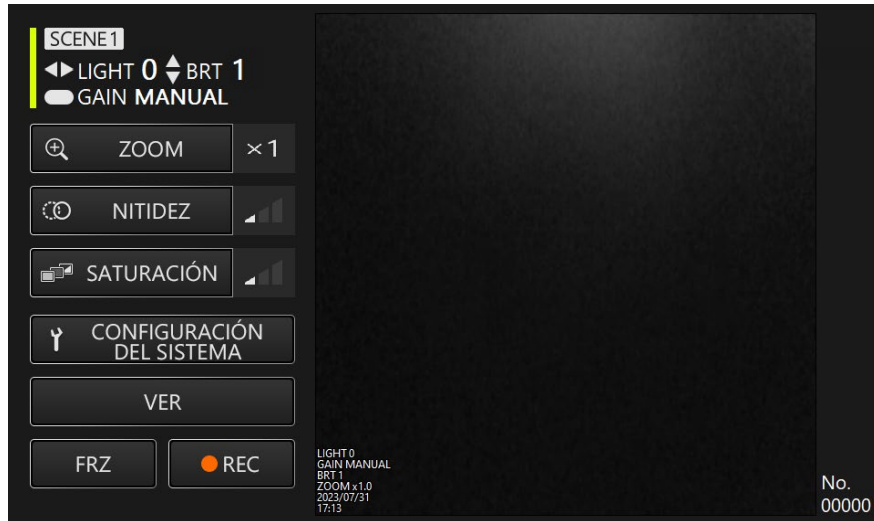 SCENE1
LIGHT 0 BRT 1
GAIN MANUAL
ZOOM ×1
NITIDEZ
SATURACIÓN
CONFIGURACIÓN
DEL SISTEMA
VER
FRZ REC
LIGHT 0
GAIN MANUAL
BRT 1
ZOOM x1.0
2023/07/31
17:13
No.
00000